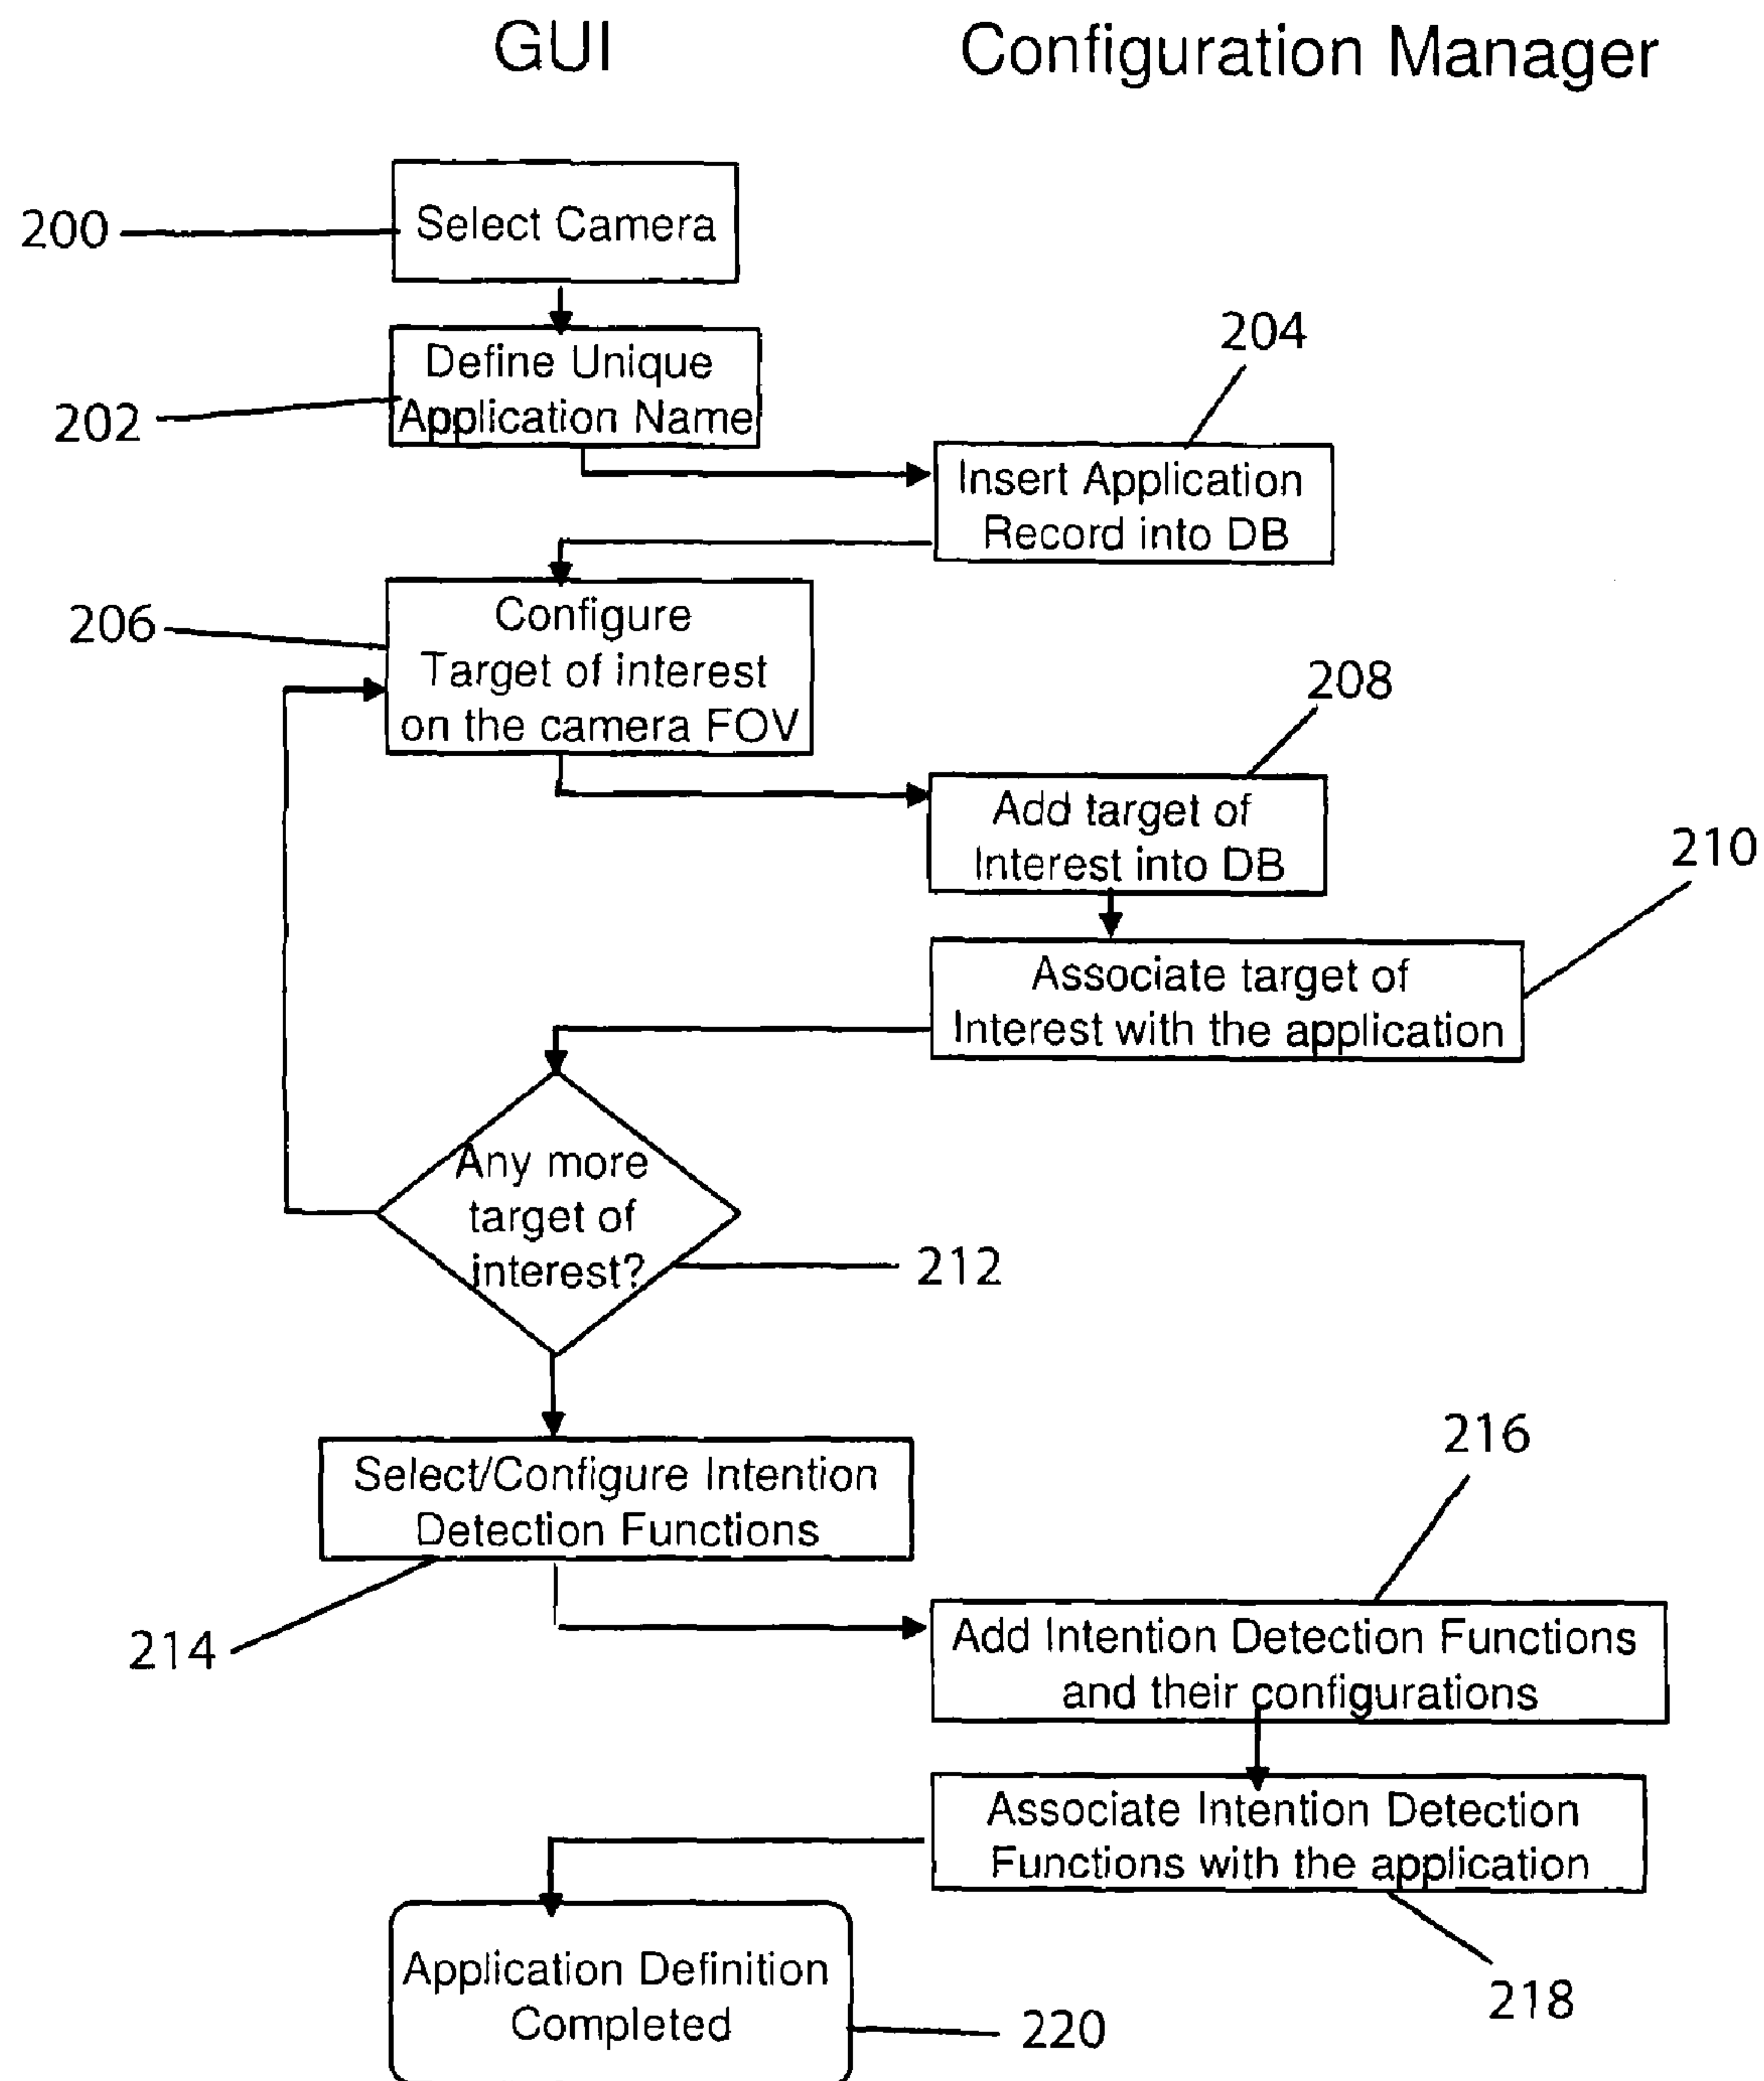 GUI
Configuration Manager
200
Select Camera
204
Define Unique
Application Name
202
Insert Application
Record into DB
206
Configure
Target of interest
on the camera FOV
208
Add target of
Interest into DB
210
Associate target of
Interest with the application
Any more
target of
interest?
212
216
Select/Configure Intention
Detection Functions
214
Add Intention Detection Functions
and their configurations
Associate Intention Detection
Functions with the application
218
Application Definition
Completed
220